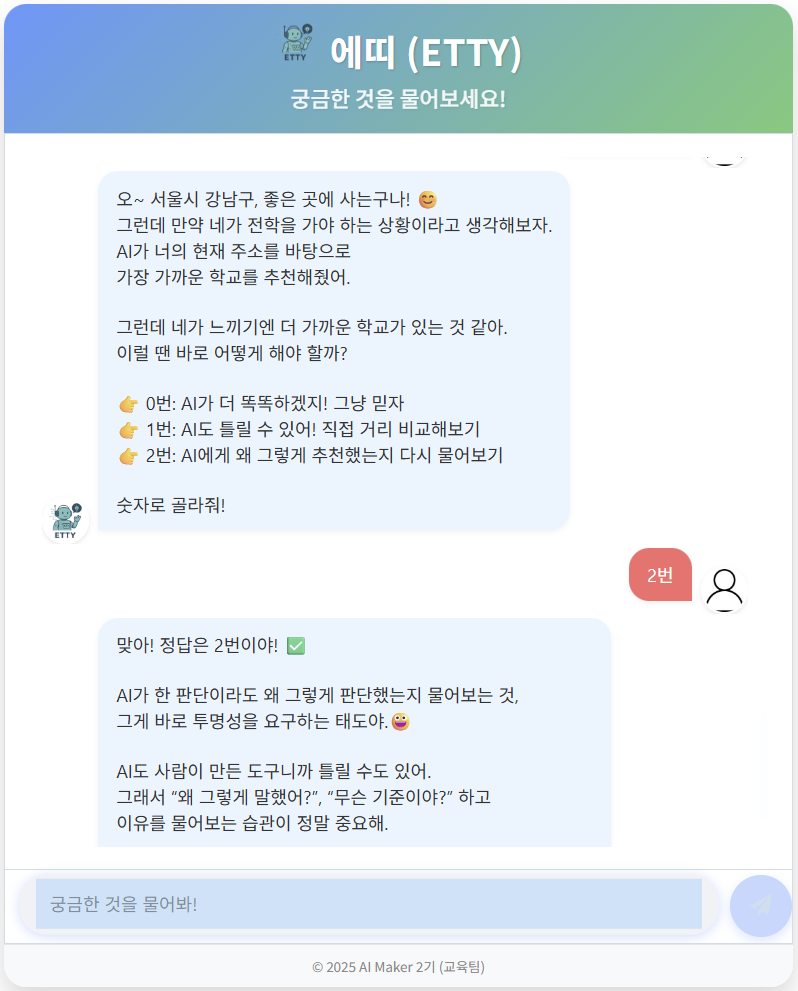 ETTY
에띠 (ETTY)
궁금한 것을 물어보세요!
오~ 서울시 강남구, 좋은 곳에 사는구나! 😊
그런데 만약 네가 전학을 가야 하는 상황이라고 생각해보자.
AI가 너의 현재 주소를 바탕으로
가장 가까운 학교를 추천해줬어.
그런데 네가 느끼기엔 더 가까운 학교가 있는 것 같아.
이럴 땐 바로 어떻게 해야 할까?
👉 0번: AI가 더 똑똑하겠지! 그냥 믿자
👉 1번: AI도 틀릴 수 있어! 직접 거리 비교해보기
👉 2번: AI에게 왜 그렇게 추천했는지 다시 물어보기
숫자로 골라줘!
ETTY
2번
맞아! 정답은 2번이야! ✅
AI가 한 판단이라도 왜 그렇게 판단했는지 물어보는 것,
그게 바로 투명성을 요구하는 태도야.😀
AI도 사람이 만든 도구니까 틀릴 수도 있어.
그래서 “왜 그렇게 말했어?”, “무슨 기준이야?” 하고
이유를 물어보는 습관이 정말 중요해.
궁금한 것을 물어봐!
© 2025 AI Maker 2기 (교육팀)